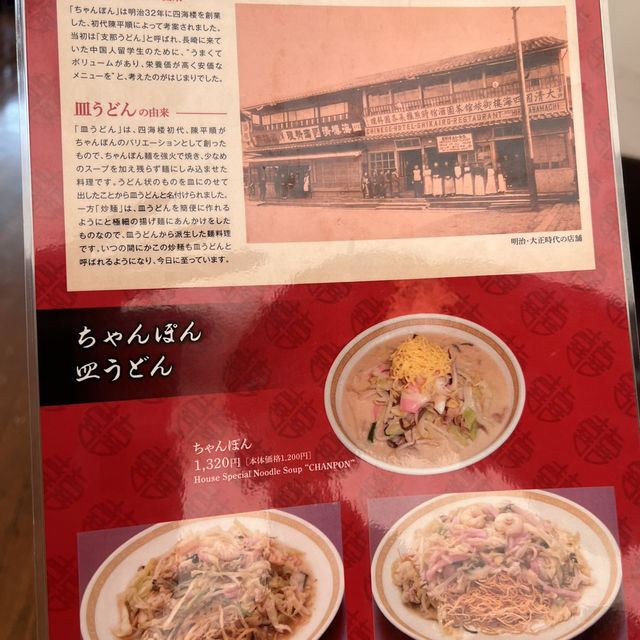 「ちゃんぽん」は明治32年に四海楼を創業
した、初代陳平順によって考案されました。
当初は「支那うどん」と呼ばれ、長崎に来て
いた中国人留学生のために、“うまくて
ボリュームがあり、栄養価が高く安価な
メニューを”と、考えたのがはじまりでした。
皿うどんの由来
「皿うどん」は、四海楼初代、陳平順が
ちゃんぽんのバリエーションとして創った
もので、ちゃんぽん麺を強火で焼き、少なめ
のスープを加え残らず麺にしみ込ませた
料理です。うどん状のものを皿にのせて
出したことから皿うどんと名付けられました。
一方「炒麺」は、皿うどんを簡便に作れる
ようにと極細の揚げ麺にあんかけをした
ものなので、皿うどんから派生した麺料理
です。いつの間にかこの炒麺も皿うどんと
呼ばれるようになり、今日に至っています。
CHINESE-HOTEL-SHIKAIRO-RESTAURANT
明治・大正時代の店舗
ちゃんぽん
皿うどん
ちゃんぽん
1,320円［本体価格1,200円］
House Special Noodle Soup "CHANPON"